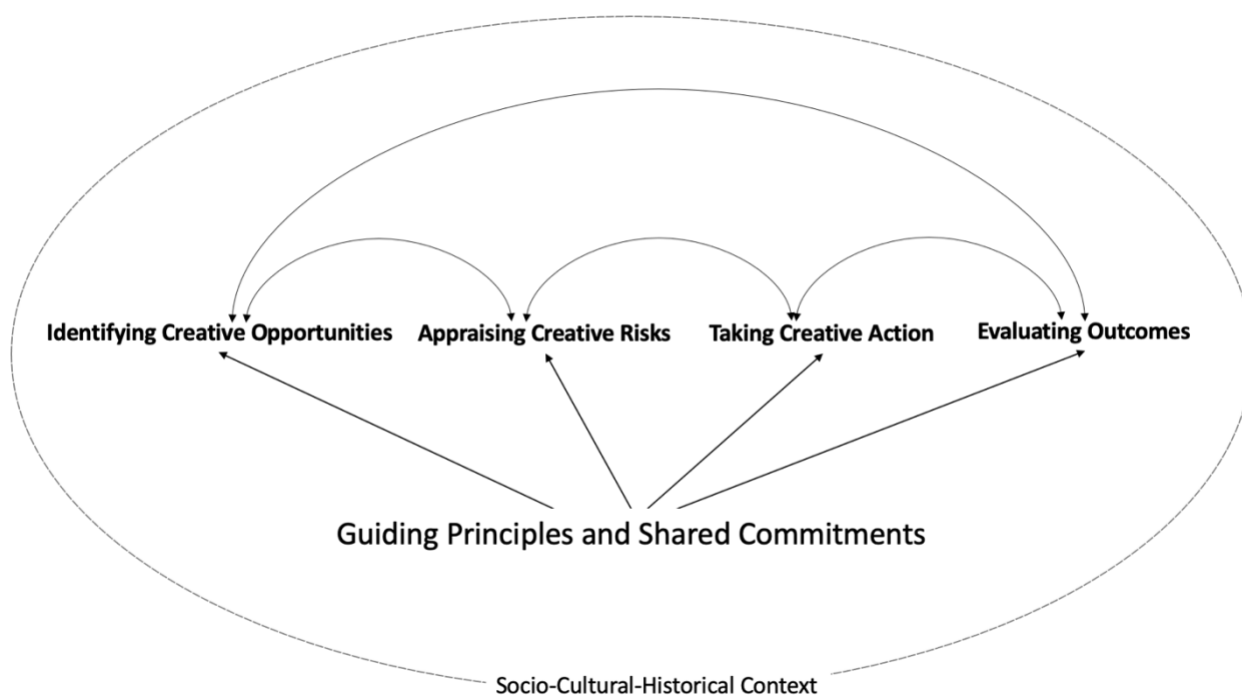 Identifying Creative Opportunities
Appraising Creative Risks
Taking Creative Action
Evaluating Outcomes
Guiding Principles and Shared Commitments
Socio-Cultural-Historical Context